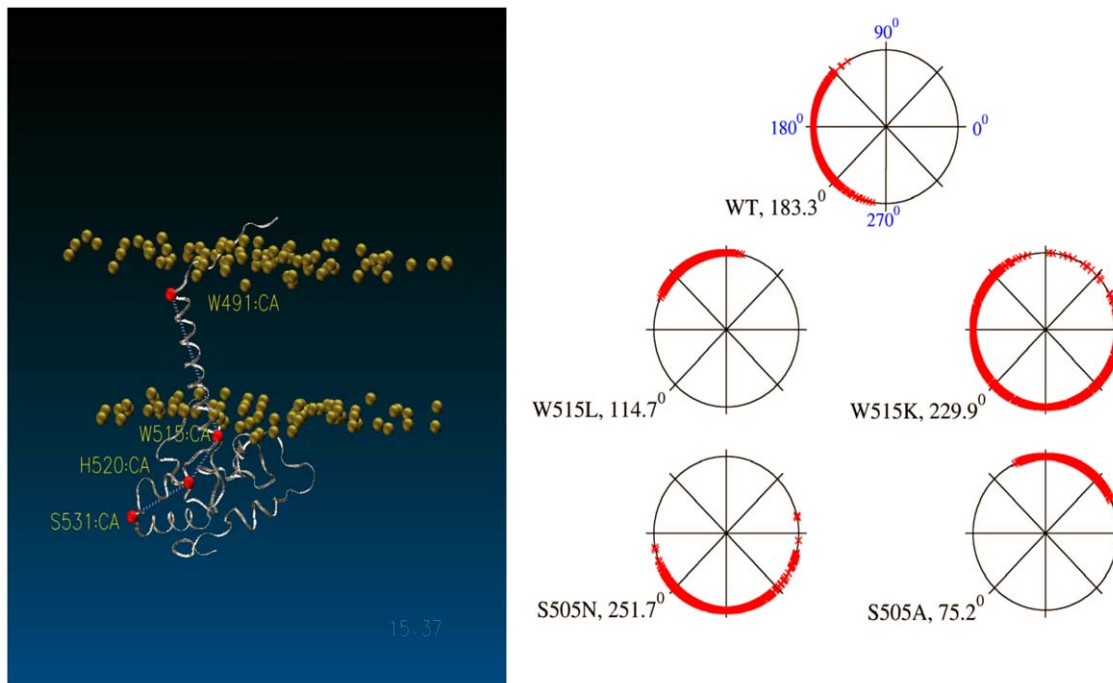 W491:CA
W515:CA
H520:CA
S531:CA
15.37
90⁰
180⁰
0⁰
WT, 183.3⁰
270⁰
W515L, 114.7⁰
W515K, 229.9⁰
S505N, 251.7⁰
S505A, 75.2⁰